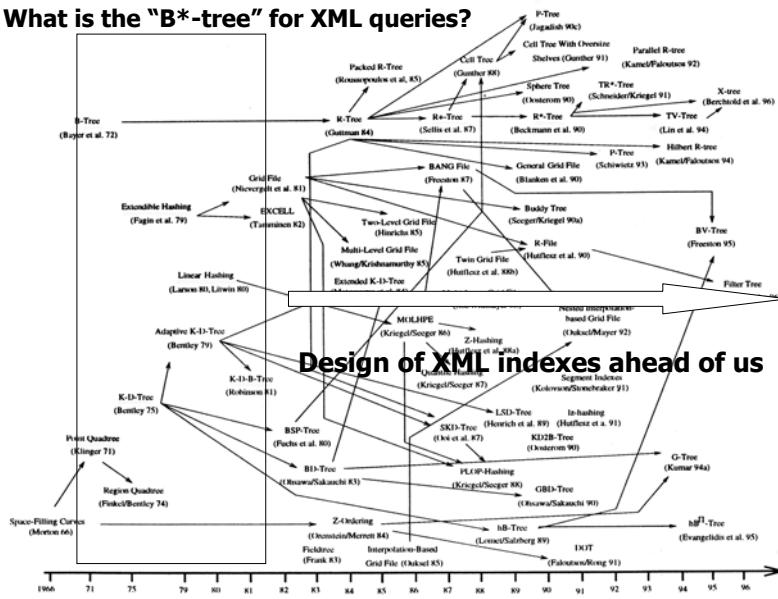 What is the “B*-tree” for XML queries?
P-Tree
(Jagadish 90c)
Cell Tree With Oversize
Shelves (Gunther 91)
Cell Tree
(Gunther 88)
Parallel R-tree
(Kamel/Faloutsos 92)
Packed R-Tree
(Roussopoulos et al, 85)
Sphere Tree
(Oosterom 90)
TR*-Tree
(Schneider/Kriegel 91)
X-tree
(Berchtold et al. 96)
B-Tree
(Bayer et al. 72)
R-Tree
(Guttman 84)
R+-Tree
(Sellis et al. 87)
R*-Tree
(Beckmann et al. 90)
TV-Tree
(Lin et al. 94)
Hilbert R-tree
(Kamel/Faloutsos 94)
P-Tree
(Schiwietz 93)
BANG File
(Freeston 87)
General Grid File
(Blanken et al. 90)
Grid File
(Nievergelt et al. 81)
Extendible Hashing
(Fagin et al. 79)
EXCELL
(Tamminen 82)
Two-Level Grid File
(Hinrichs 85)
Buddy Tree
(Seeger/Kriegel 90a)
BV-Tree
(Freeston 95)
Multi-Level Grid File
(Whang/Krishnamurthy 85)
Twin Grid File
(Hutflesz et al. 88b)
R-File
(Hutflesz et al. 90)
Linear Hashing
(Larson 80, Litwin 80)
Extended K-D-Tree
Filter Tree
Nested Interpolation-
based Grid File
(Ouksel/Mayer 92)
MOLHPE
(Kriegel/Seeger 86)
Adaptive K-D-Tree
(Bentley 79)
Z-Hashing
(Hutflesz et al. 88a)
Design of XML indexes ahead of us
Quantile Hashing
(Kriegel/Seeger 87)
Segment Indexes
(Kolovson/Stonebraker 91)
K-D-B-Tree
(Robinson 81)
K-D-Tree
(Bentley 75)
LSD-Tree
(Henrich et al. 89)
lz-hashing
(Hutflesz et a. 91)
BSP-Tree
(Fuchs et al. 80)
SKD-Tree
(Ooi et al. 87)
KD2B-Tree
(Oosterom 90)
Point Quadtree
(Klinger 71)
BD-Tree
(Ohsawa/Sakauchi 83)
PLOP-Hashing
(Kriegel/Seeger 88)
G-Tree
(Kumar 94a)
Region Quadtree
(Finkel/Bentley 74)
GBD-Tree
(Ohsawa/Sakauchi 90)
Space-Filling Curves
(Morton 66)
Z-Ordering
(Orenstein/Merrett 84)
hB-Tree
(Lomet/Salzberg 89)
hBΠ-Tree
(Evangelidis et al. 95)
Fieldtree
(Frank 83)
Interpolation-Based
Grid File (Ouksel 85)
DOT
(Faloutsos/Rong 91)
1966 71 75 79 80 81 82 83 84 85 86 87 88 89 90 91 92 93 94 95 96